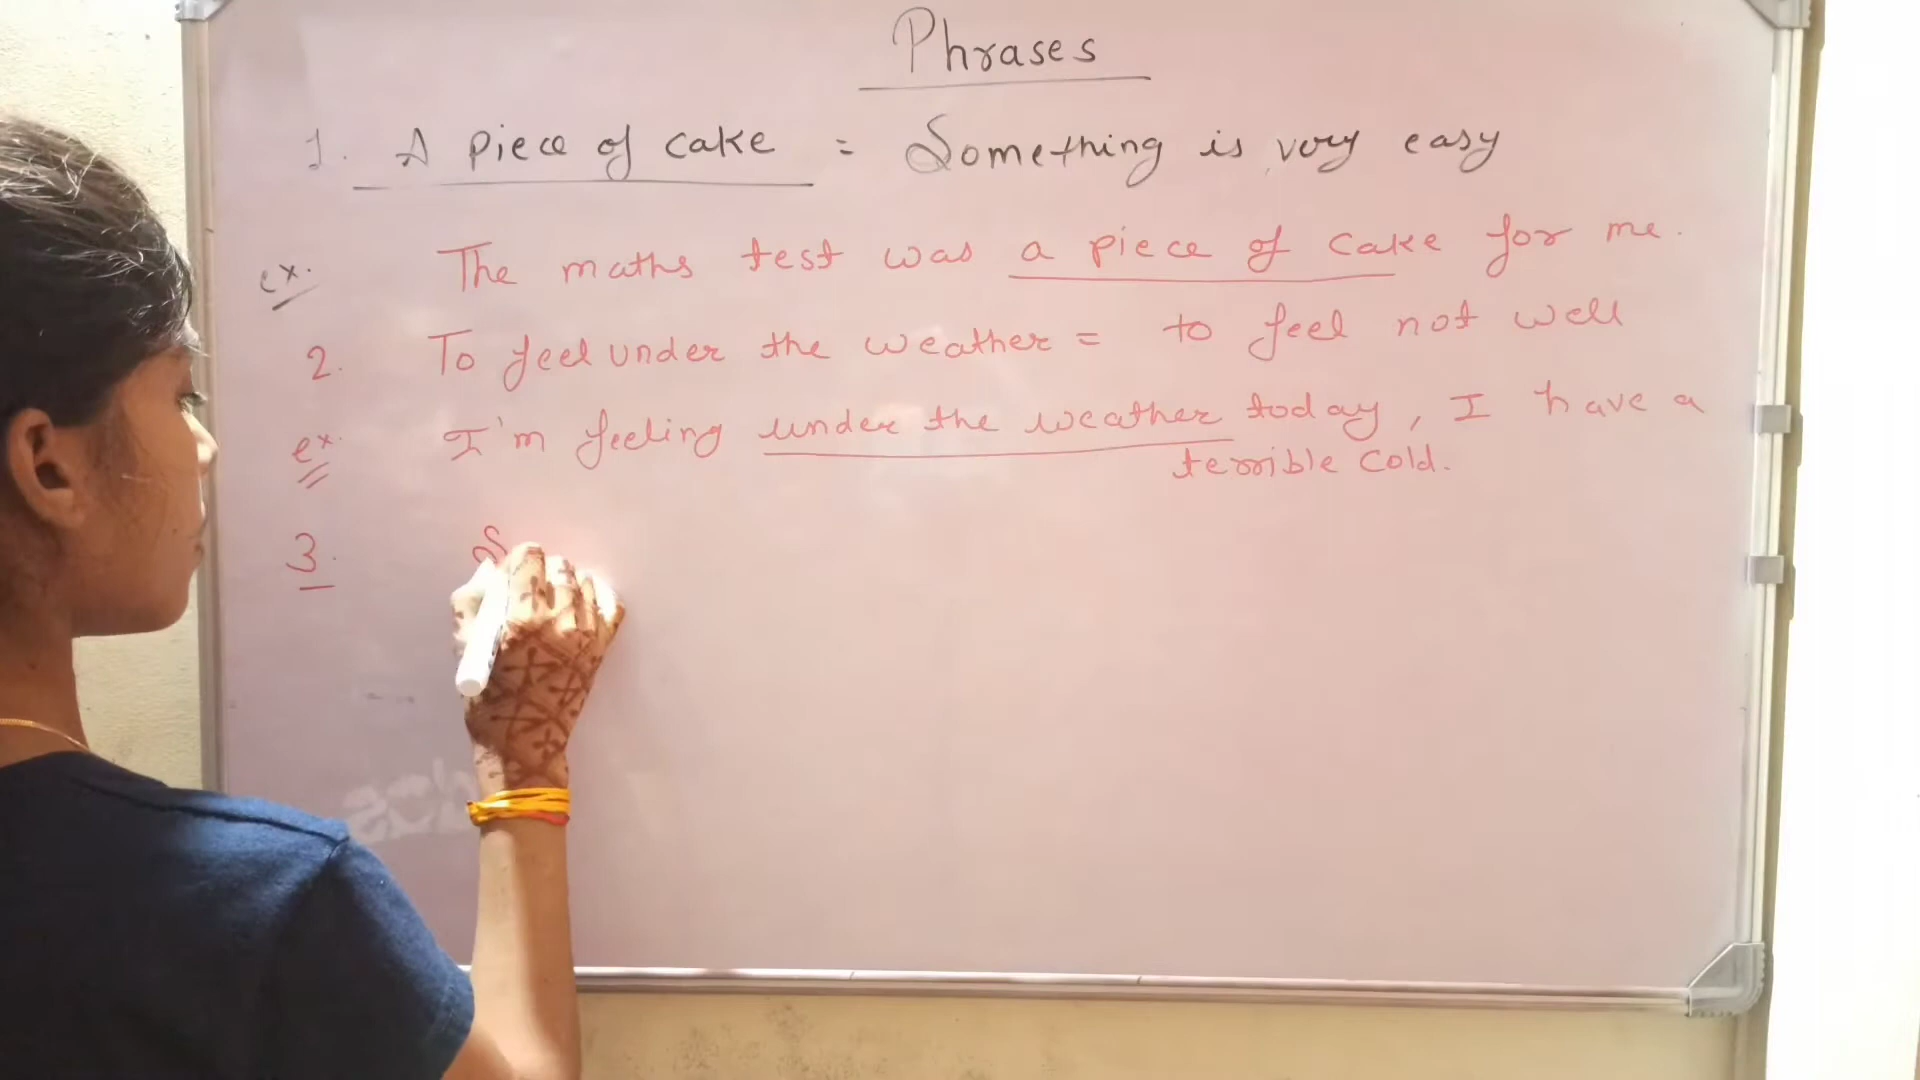 Phrases
1. A piece of cake = Something is very easy
ex. The maths test was a piece of cake for me.
2. To feel under the weather = to feel not well
ex. I'm feeling under the weather today, I have a
terrible cold.
3. S